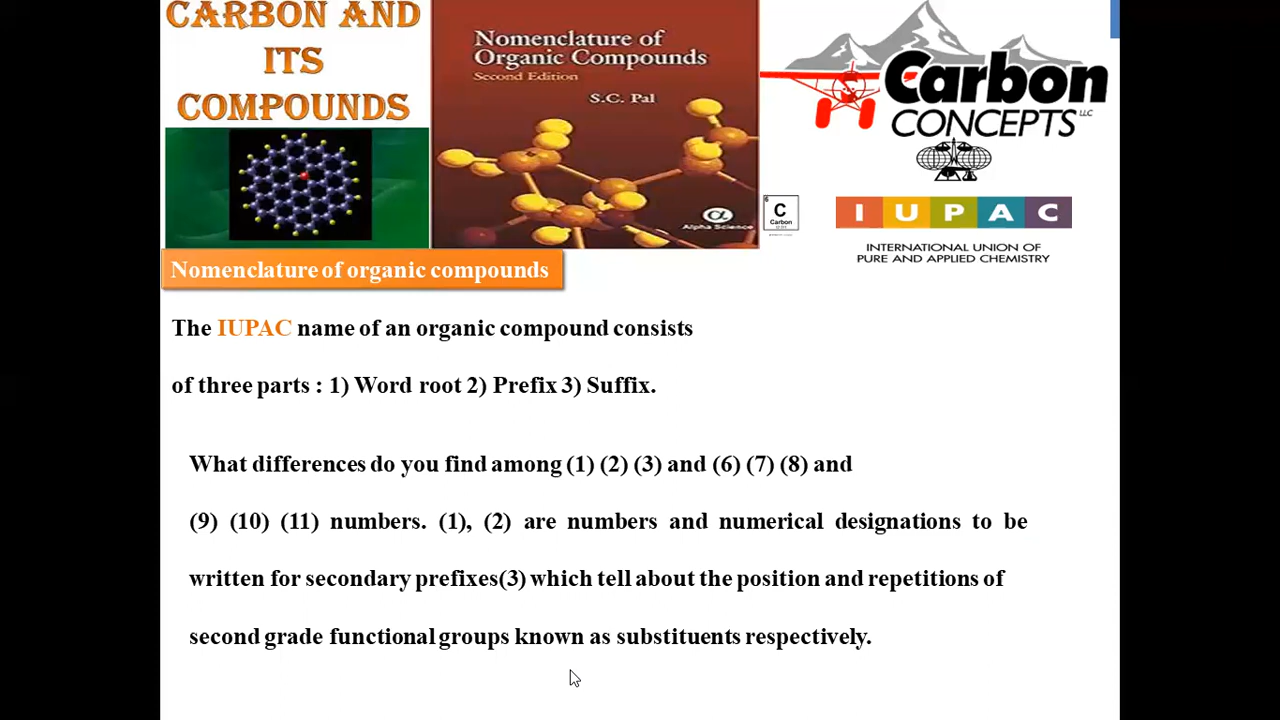 CARBON AND
ITS
COMPOUNDS
Nomenclature of
Organic Compounds
Second Edition
S.C. Pal
α
Alpha Science
Carbon
CONCEPTS LLC
6
C
Carbon
I U P A C
INTERNATIONAL UNION OF
PURE AND APPLIED CHEMISTRY
Nomenclature of organic compounds
The IUPAC name of an organic compound consists
of three parts : 1) Word root 2) Prefix 3) Suffix.
What differences do you find among (1) (2) (3) and (6) (7) (8) and
(9) (10) (11) numbers. (1), (2) are numbers and numerical designations to be
written for secondary prefixes(3) which tell about the position and repetitions of
second grade functional groups known as substituents respectively.